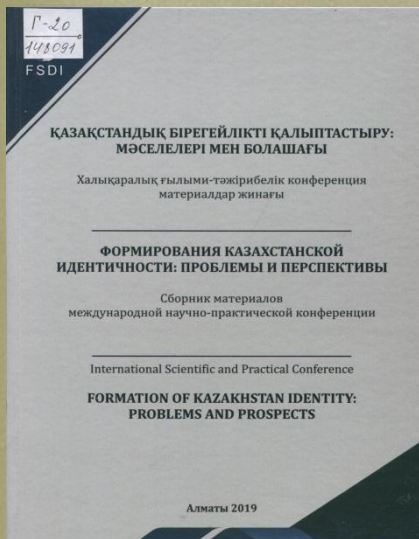 Г-20
148091
FSDI
ҚАЗАҚСТАНДЫҚ БІРЕГЕЙЛІКТІ ҚАЛЫПТАСТЫРУ:
МӘСЕЛЕЛЕРІ МЕН БОЛАШАҒЫ
Халықаралық ғылыми-тәжірибелік конференция
материалдар жинағы
ФОРМИРОВАНИЯ КАЗАХСТАНСКОЙ
ИДЕНТИЧНОСТИ: ПРОБЛЕМЫ И ПЕРСПЕКТИВЫ
Сборник материалов
международной научно-практической конференции
International Scientific and Practical Conference
FORMATION OF KAZAKHSTAN IDENTITY:
PROBLEMS AND PROSPECTS
Алматы 2019